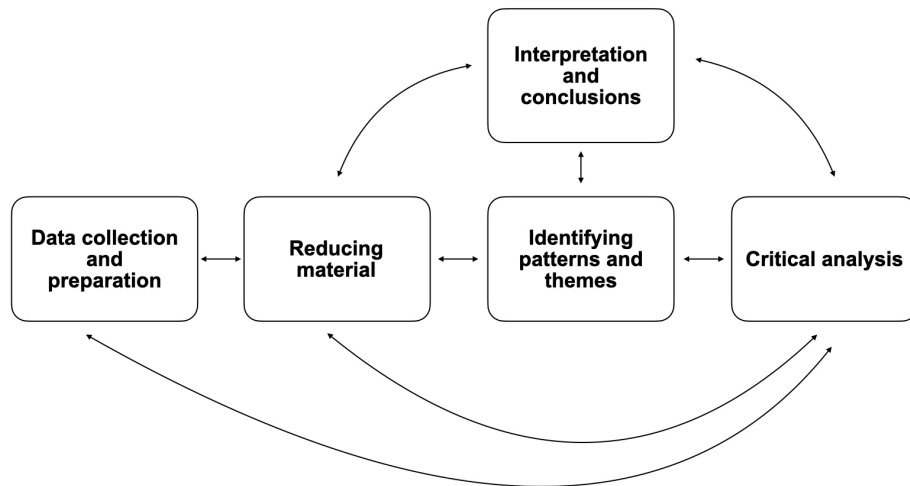 Interpretation
and
conclusions
Data collection
and
preparation
Reducing
material
Identifying
patterns and
themes
Critical analysis